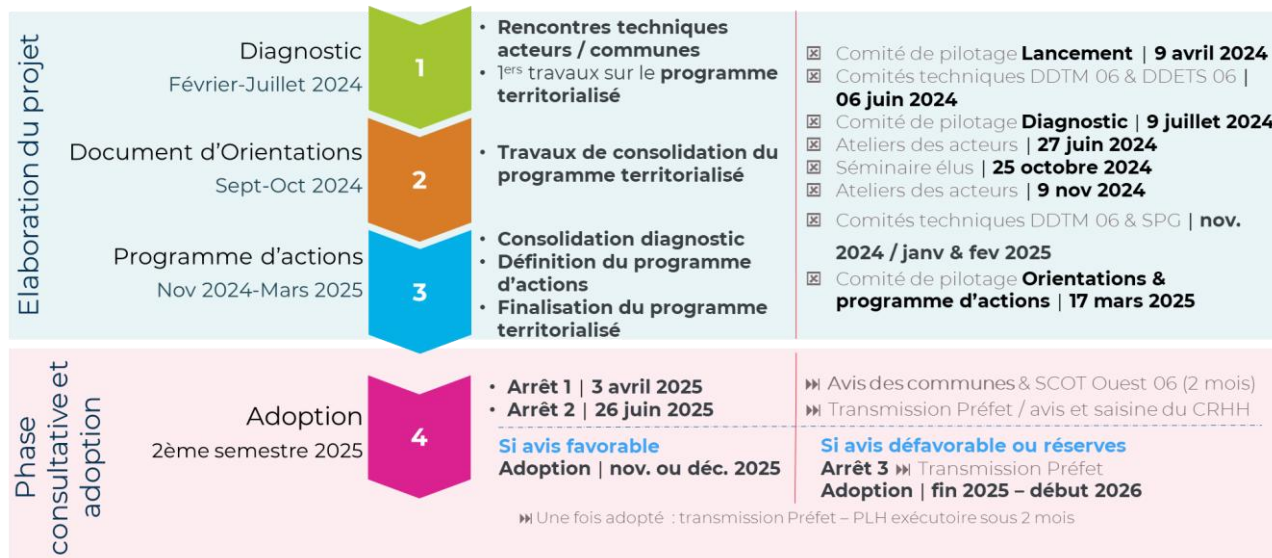 Elaboration du projet
Diagnostic
Février-Juillet 2024
1
• Rencontres techniques
acteurs / communes
• 1ers travaux sur le programme
territorialisé
Document d'Orientations
Sept-Oct 2024
2
• Travaux de consolidation du
programme territorialisé
Programme d'actions
Nov 2024-Mars 2025
3
• Consolidation diagnostic
• Définition du programme
d'actions
• Finalisation du programme
territorialisé
☒ Comité de pilotage Lancement | 9 avril 2024
☒ Comités techniques DDTM 06 & DDETS 06 |
06 juin 2024
☒ Comité de pilotage Diagnostic | 9 juillet 2024
☒ Ateliers des acteurs | 27 juin 2024
☒ Séminaire élus | 25 octobre 2024
☒ Ateliers des acteurs | 9 nov 2024
☒ Comités techniques DDTM 06 & SPG | nov.
2024 / janv & fev 2025
☒ Comité de pilotage Orientations &
programme d'actions | 17 mars 2025
Phase
consultative et
adoption
Adoption
2ème semestre 2025
4
• Arrêt 1 | 3 avril 2025
• Arrêt 2 | 26 juin 2025
⏭ Avis des communes & SCOT Ouest 06 (2 mois)
⏭ Transmission Préfet / avis et saisine du CRHH
Si avis favorable
Adoption | nov. ou déc. 2025
Si avis défavorable ou réserves
Arrêt 3 ⏭ Transmission Préfet
Adoption | fin 2025 – début 2026
⏭ Une fois adopté : transmission Préfet – PLH exécutoire sous 2 mois